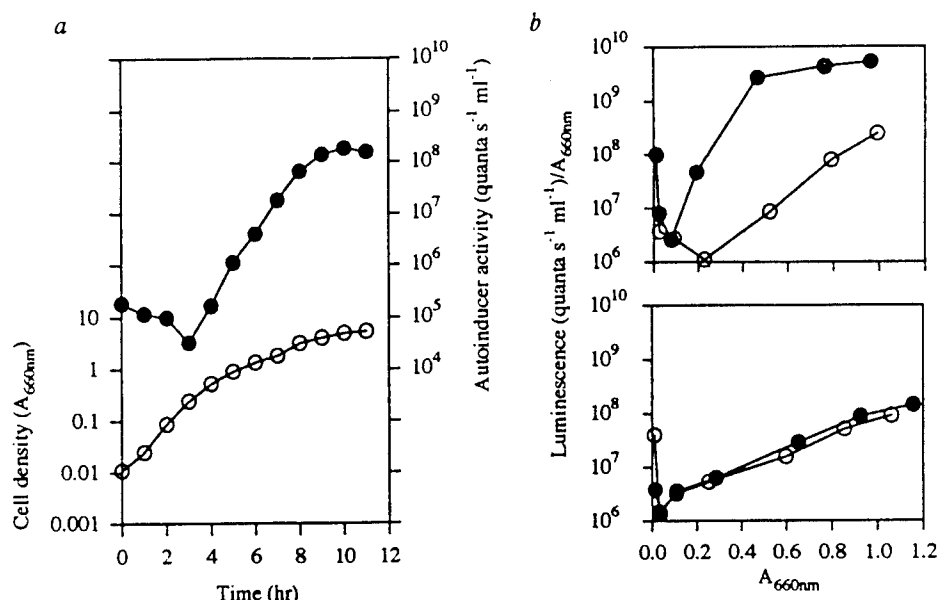 a
10
1
0.1
0.01
0.001
Cell density (A660nm)
0 2 4 6 8 10 12
Time (hr)
10^10
10^9
10^8
10^7
10^6
10^5
10^4
Autoinducer activity (quanta s^-1 ml^-1)
b
10^10
10^9
10^8
10^7
10^6
10^10
10^9
10^8
10^7
10^6
Luminescence (quanta s^-1 ml^-1)/A660nm
0.0 0.4 0.6 0.8 1.0 1.2
A660nm